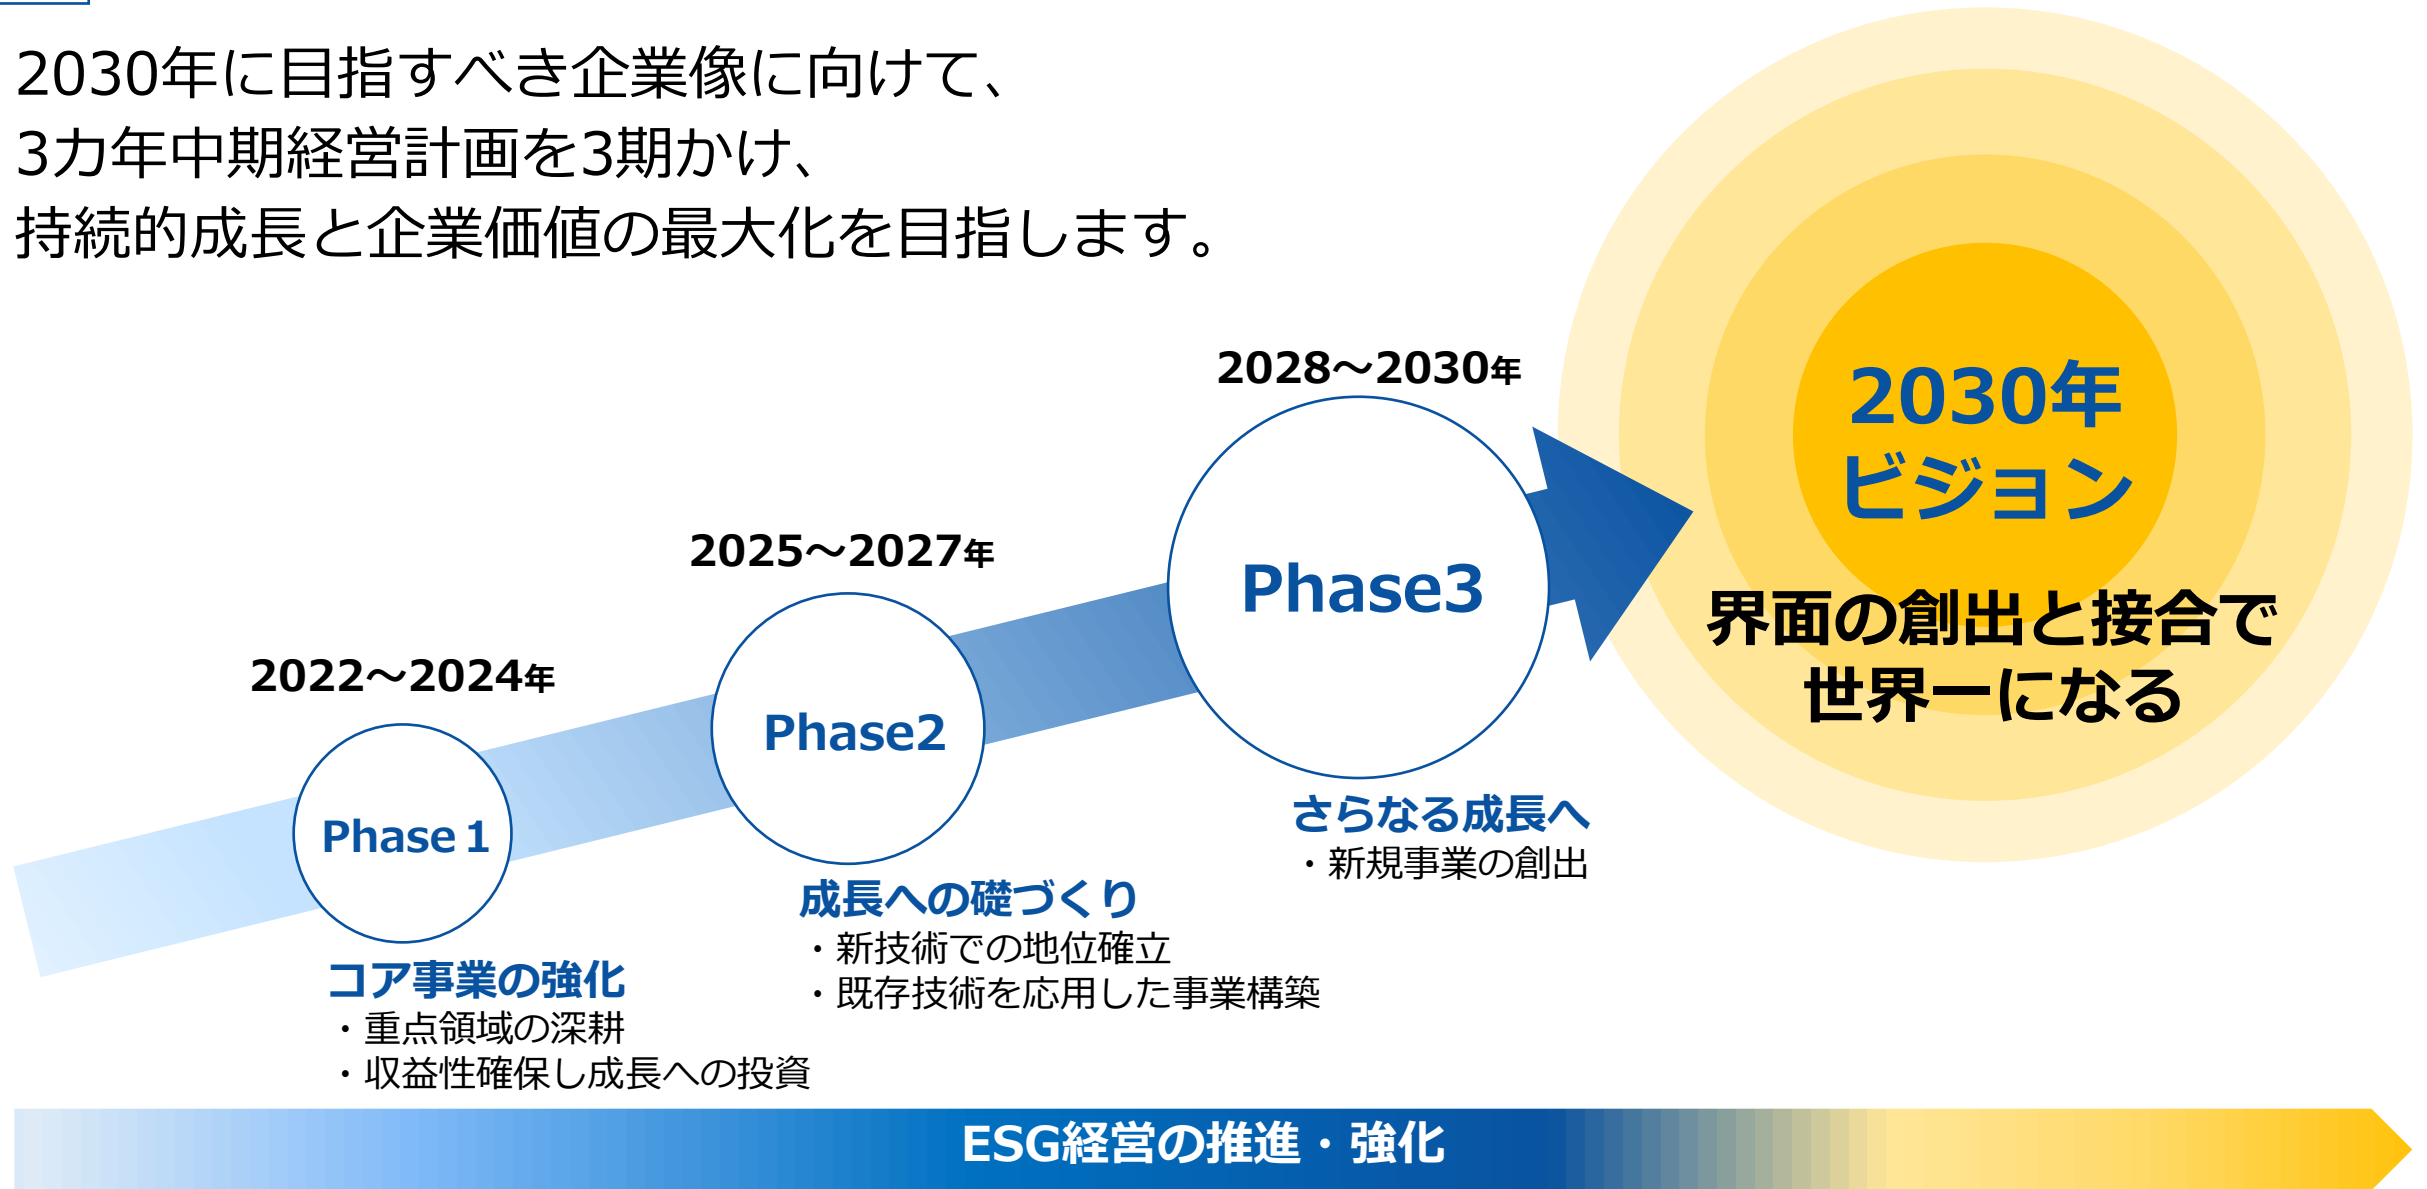 2030年に目指すべき企業像に向けて、
3カ年中期経営計画を3期かけ、
持続的成長と企業価値の最大化を目指します。
2022～2024年
Phase１
コア事業の強化
・重点領域の深耕
・収益性確保し成長への投資
2025～2027年
Phase2
成長への礎づくり
・新技術での地位確立
・既存技術を応用した事業構築
2028～2030年
Phase3
さらなる成長へ
・新規事業の創出
2030年
ビジョン
界面の創出と接合で
世界一になる
ESG経営の推進・強化